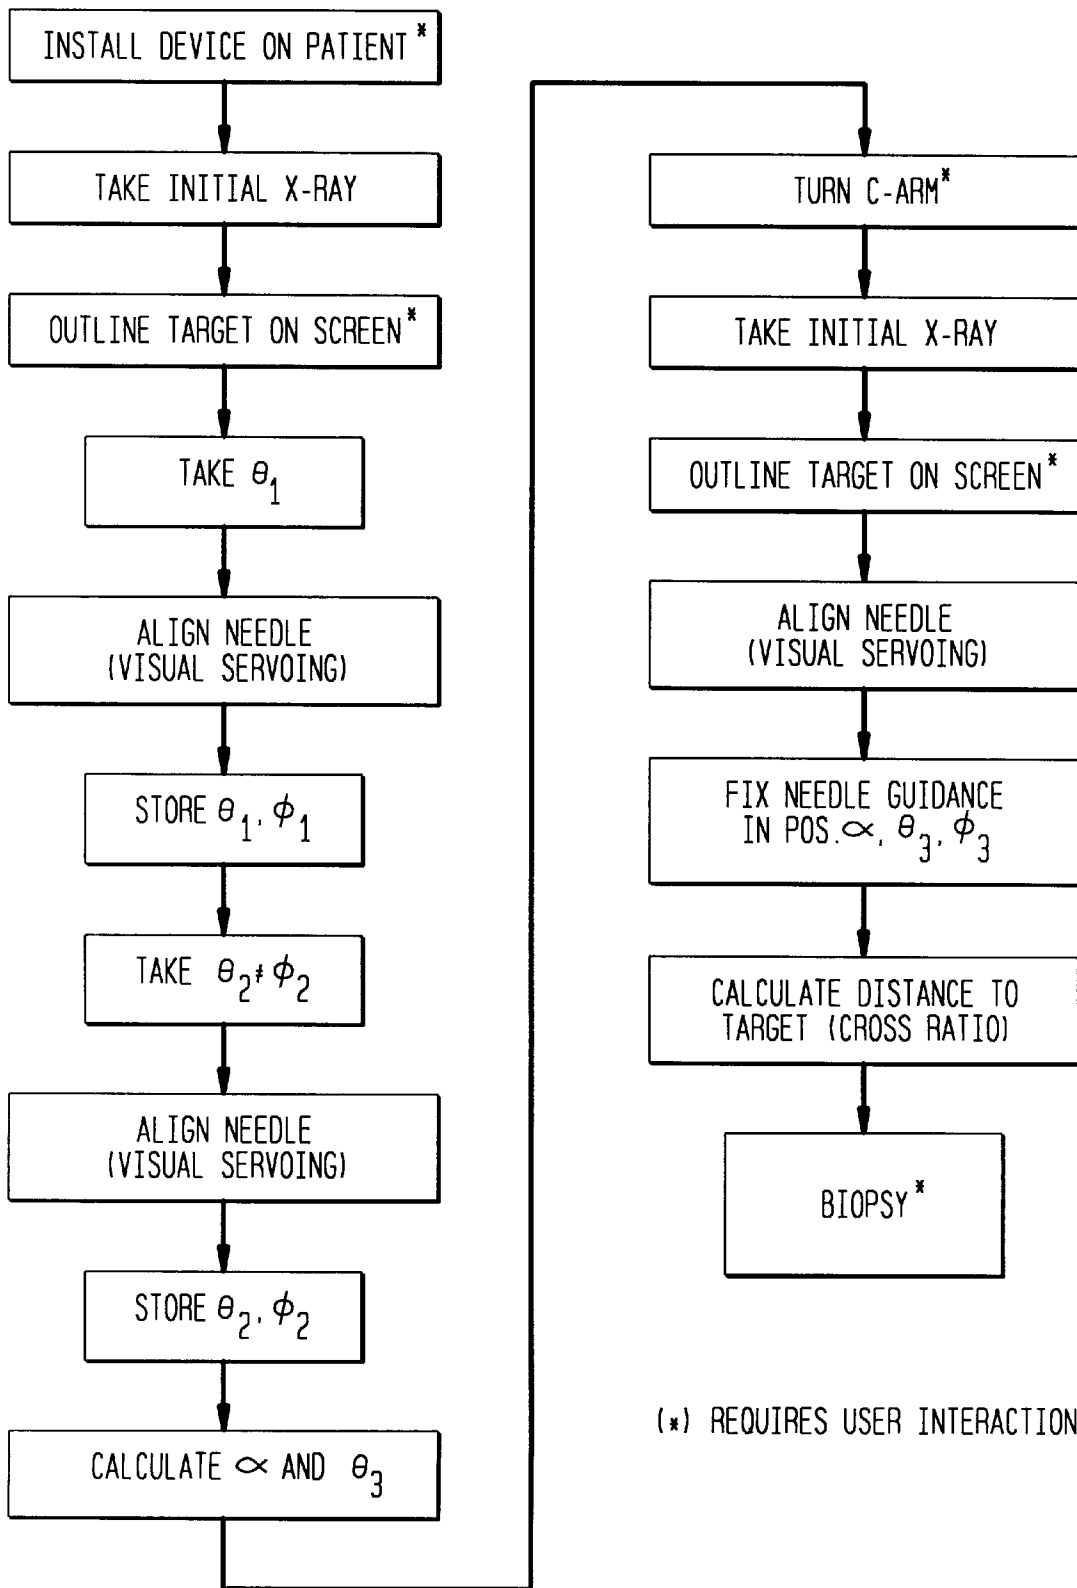 INSTALL DEVICE ON PATIENT*
TAKE INITIAL X-RAY
OUTLINE TARGET ON SCREEN*
TAKE θ1
ALIGN NEEDLE
(VISUAL SERVOING)
STORE θ1, ϕ1
TAKE θ2 ≠ ϕ2
ALIGN NEEDLE
(VISUAL SERVOING)
STORE θ2, ϕ2
CALCULATE ∝ AND θ3
TURN C-ARM*
TAKE INITIAL X-RAY
OUTLINE TARGET ON SCREEN*
ALIGN NEEDLE
(VISUAL SERVOING)
FIX NEEDLE GUIDANCE
IN POS. ∝, θ3, ϕ3
CALCULATE DISTANCE TO
TARGET (CROSS RATIO)
BIOPSY*
(*) REQUIRES USER INTERACTION